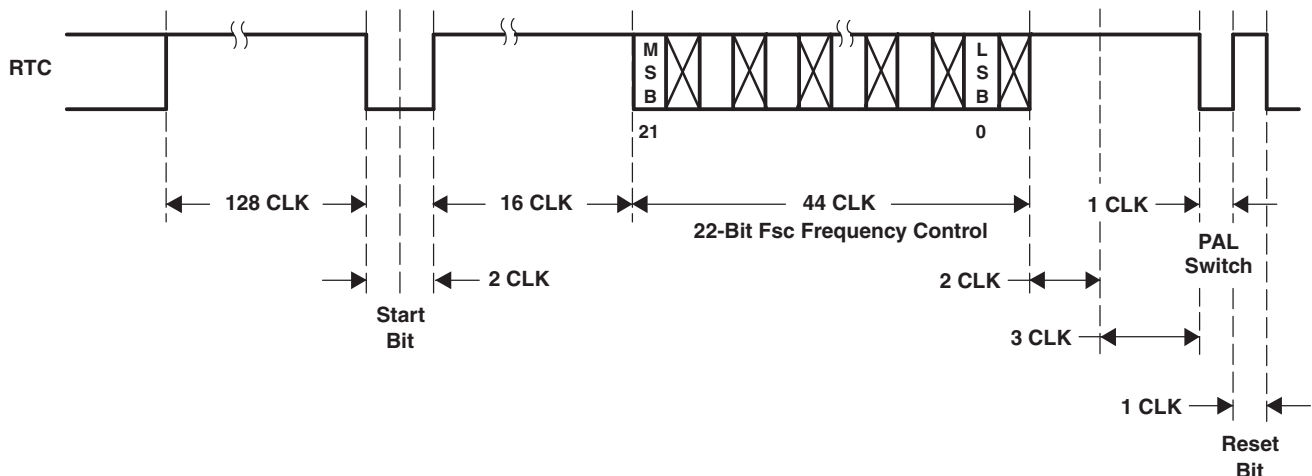 RTC
M
S
B
L
S
B
21
0
128 CLK
16 CLK
44 CLK
1 CLK
22-Bit Fsc Frequency Control
PAL
Switch
2 CLK
2 CLK
Start
Bit
3 CLK
1 CLK
Reset
Bit